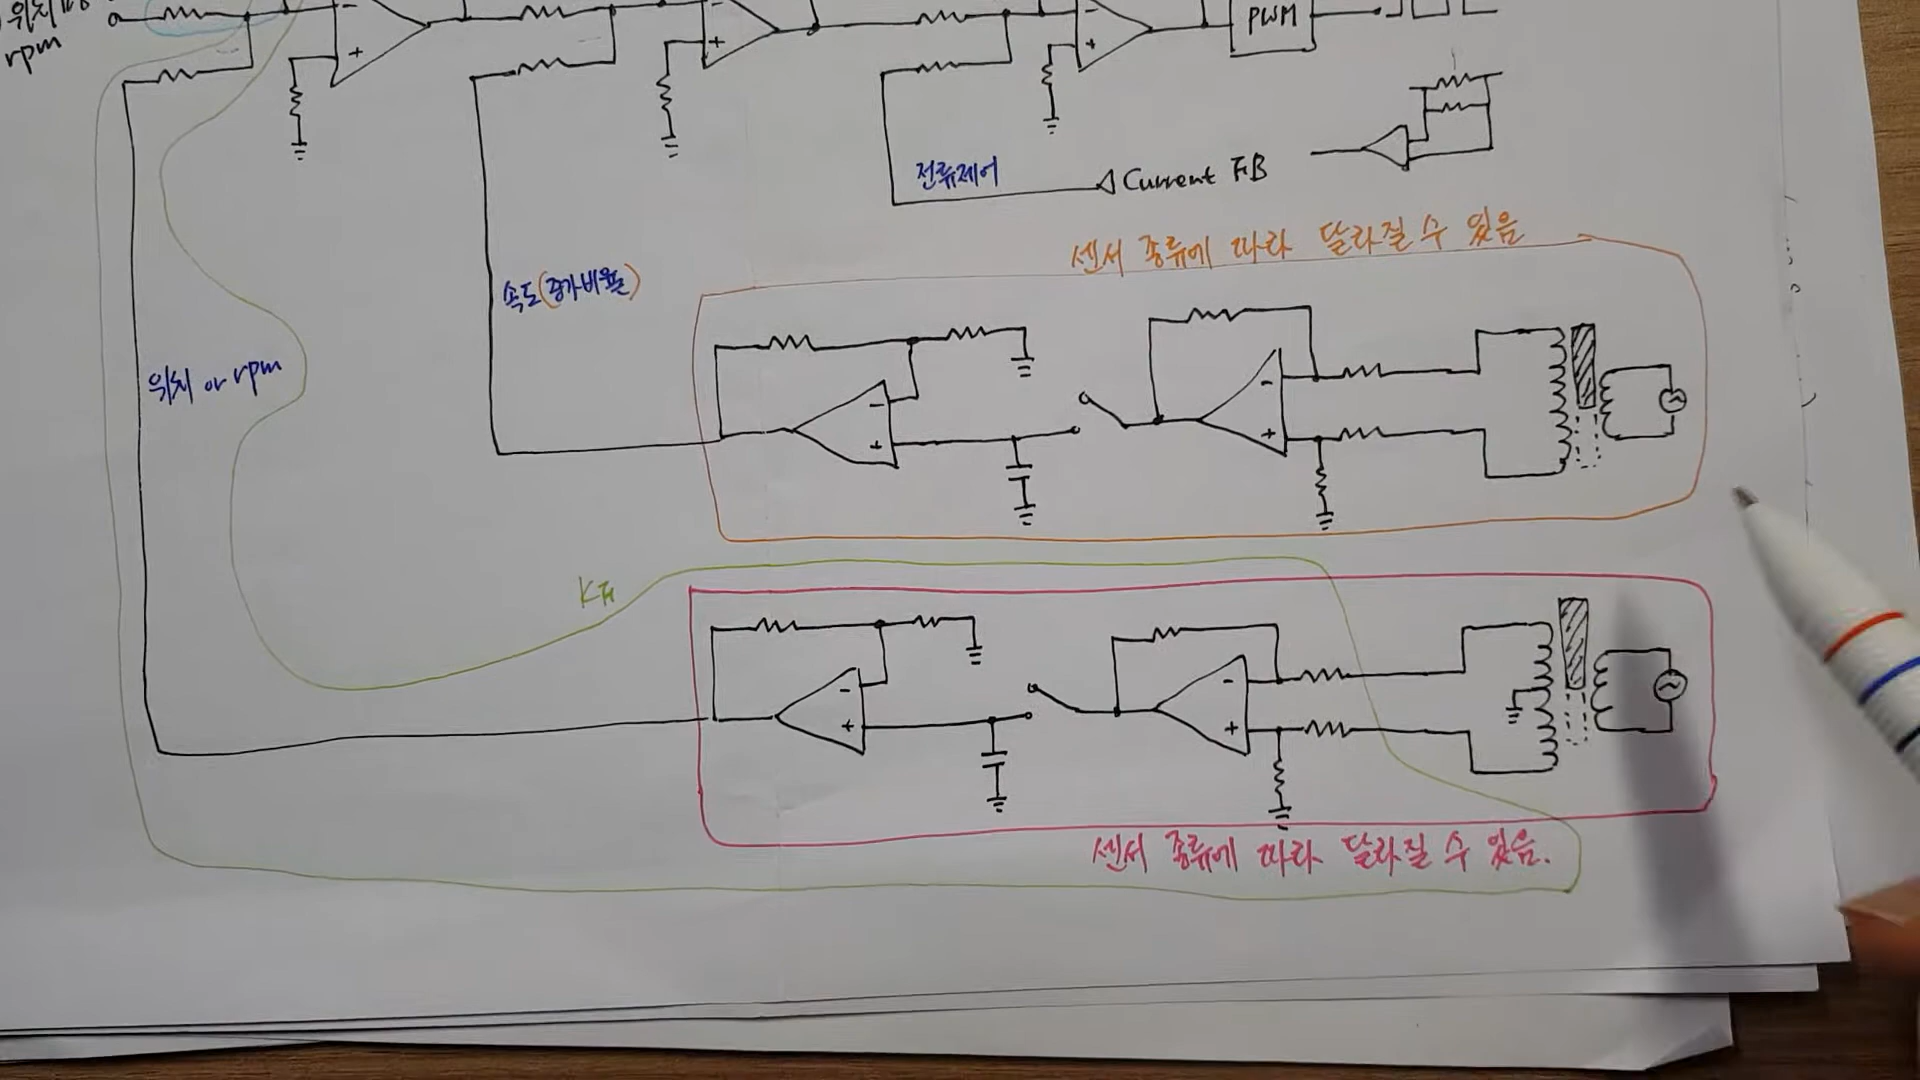 rpm
PWM
전류제어
Current F.B
센서 종류에 따라 달라질 수 있음
속도(증가비율)
위치 or rpm
센서 종류에 따라 달라질 수 있음.